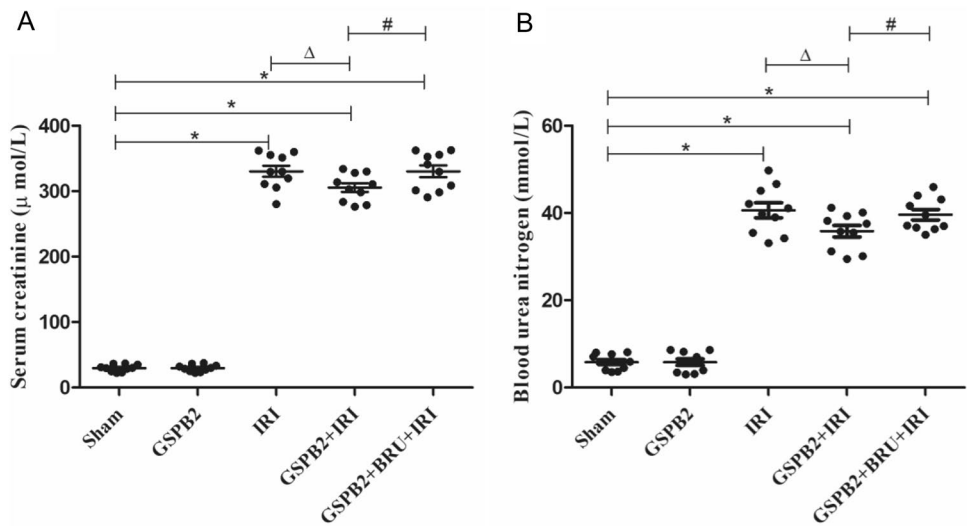 A
#
Δ
*
*
*
Serum creatinine (μ mol/L)
400
300
200
100
0
Sham
GSPB2
IRI
GSPB2+IRI
GSPB2+BRU+IRI
B
#
Δ
*
*
*
Blood urea nitrogen (mmol/L)
60
40
20
0
Sham
GSPB2
IRI
GSPB2+IRI
GSPB2+BRU+IRI